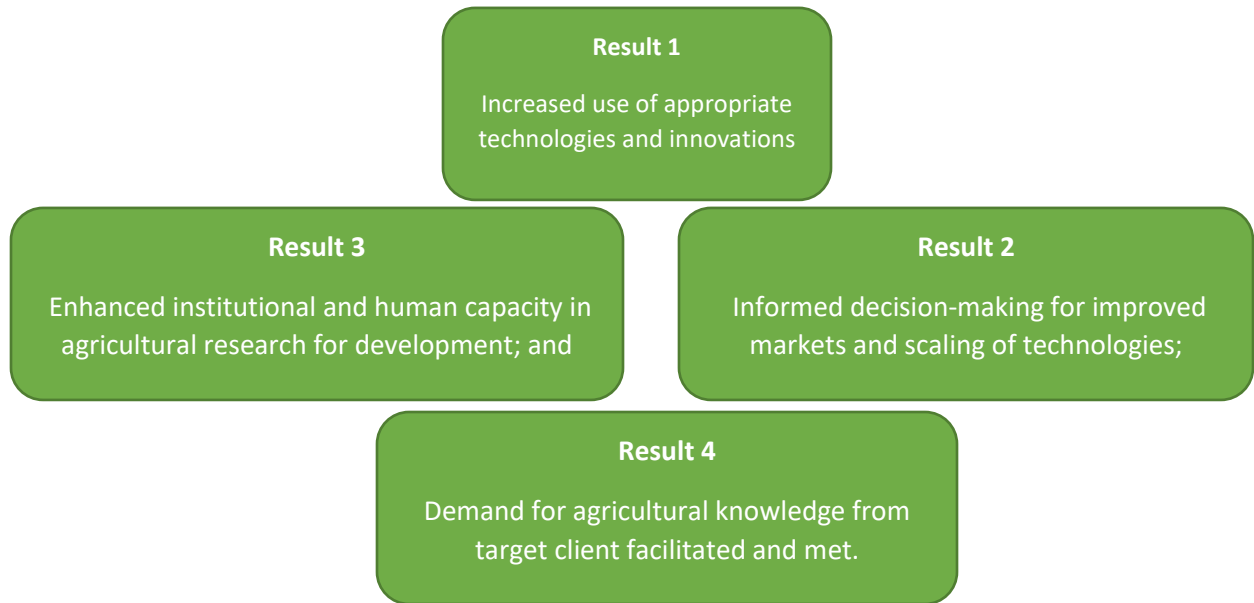 Result 1
Increased use of appropriate
technologies and innovations
Result 3
Enhanced institutional and human capacity in
agricultural research for development; and
Result 2
Informed decision-making for improved
markets and scaling of technologies;
Result 4
Demand for agricultural knowledge from
target client facilitated and met.